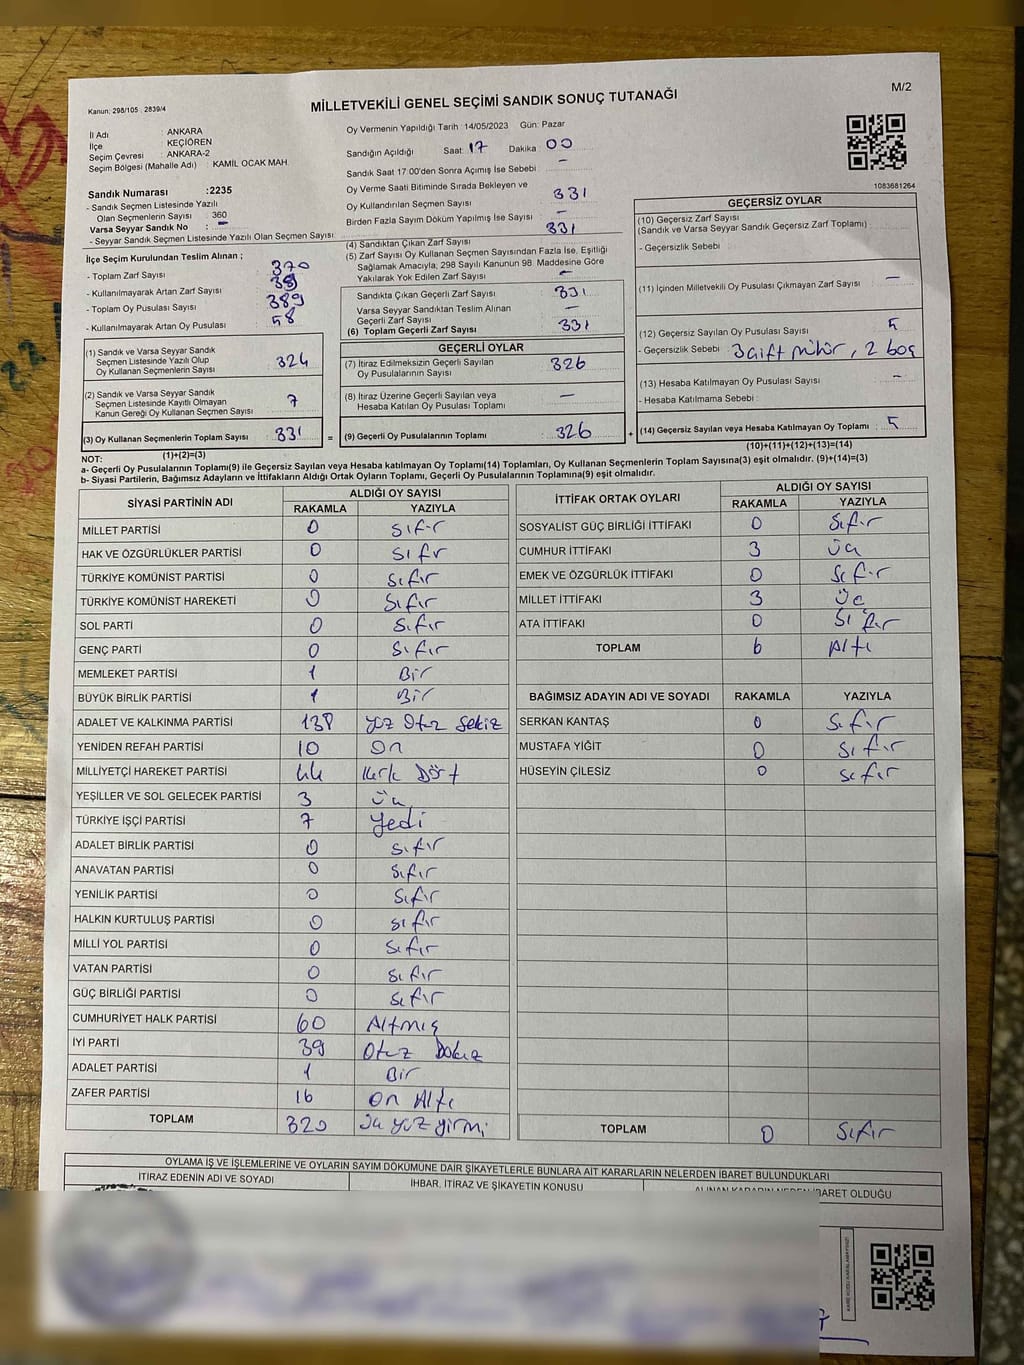 M/2
Kanun: 298/105 2839/4
MİLLETVEKİLİ GENEL SEÇİMİ SANDIK SONUÇ TUTANAĞI
İl Adı : ANKARA
İlçe : KEÇİÖREN
Seçim Çevresi : ANKARA-2
Seçim Bölgesi (Mahalle Adı) : KAMİL OCAK MAH.
Sandık Numarası :2235
- Sandık Seçmen Listesinde Yazılı
Olan Seçmenlerin Sayısı : 360
Varsa Seyyar Sandık No : –
- Seyyar Sandık Seçmen Listesinde Yazılı Olan Seçmen Sayısı
İlçe Seçim Kurulundan Teslim Alınan ;
- Toplam Zarf Sayısı : 370
- Kullanılmayarak Artan Zarf Sayısı : 39
- Toplam Oy Pusulası Sayısı : 389
- Kullanılmayarak Artan Oy Pusulası : 58
Oy Vermenin Yapıldığı Tarih :14/05/2023 Gün: Pazar
Sandığın Açıldığı Saat: 17 Dakika: 00
Sandık Saat 17.00'den Sonra Açımış İse Sebebi : –
Oy Verme Saati Bitiminde Sırada Bekleyen ve
Oy Kullandırılan Seçmen Sayısı : 331
Birden Fazla Sayım Döküm Yapılmış İse Sayısı : –
(4) Sandıktan Çıkan Zarf Sayısı : 331
(5) Zarf Sayısı Oy Kullanan Seçmen Sayısından Fazla İse, Eşitliği
Sağlamak Amacıyla, 298 Sayılı Kanunun 98. Maddesine Göre
Yakılarak Yok Edilen Zarf Sayısı : –
Sandıkta Çıkan Geçerli Zarf Sayısı : 331
Varsa Seyyar Sandıktan Teslim Alınan
Geçerli Zarf Sayısı : –
(6) Toplam Geçerli Zarf Sayısı : 331
1083681264
GEÇERSİZ OYLAR
(10) Geçersiz Zarf Sayısı
(Sandık ve Varsa Seyyar Sandık Geçersiz Zarf Toplamı) :
- Geçersizlik Sebebi :
(11) İçinden Milletvekili Oy Pusulası Çıkmayan Zarf Sayısı : –
(12) Geçersiz Sayılan Oy Pusulası Sayısı : 5
- Geçersizlik Sebebi : 3 çift mühür, 2 boş
(13) Hesaba Katılmayan Oy Pusulası Sayısı : –
- Hesaba Katılmama Sebebi :
(14) Geçersiz Sayılan veya Hesaba Katılmayan Oy Toplamı : 5
(10)+(11)+(12)+(13)=(14)
(1) Sandık ve Varsa Seyyar Sandık
Seçmen Listesinde Yazılı Olup
Oy Kullanan Seçmenlerin Sayısı : 324
(2) Sandık ve Varsa Seyyar Sandık
Seçmen Listesinde Kayıtlı Olmayan
Kanun Gereği Oy Kullanan Seçmen Sayısı : 7
(3) Oy Kullanan Seçmenlerin Toplam Sayısı : 331
(1)+(2)=(3)
=
GEÇERLİ OYLAR
(7) İtiraz Edilmeksizin Geçerli Sayılan
Oy Pusulalarının Sayısı : 326
(8) İtiraz Üzerine Geçerli Sayılan veya
Hesaba Katılan Oy Pusulası Toplamı : –
(9) Geçerli Oy Pusulalarının Toplamı : 326
+
NOT:
a- Geçerli Oy Pusulalarının Toplamı(9) ile Geçersiz Sayılan veya Hesaba katılmayan Oy Toplamı(14) Toplamları, Oy Kullanan Seçmenlerin Toplam Sayısına(3) eşit olmalıdır. (9)+(14)=(3)
b- Siyasi Partilerin, Bağımsız Adayların ve İttifakların Aldığı Ortak Oyların Toplamı, Geçerli Oy Pusulalarının Toplamına(9) eşit olmalıdır.
SİYASİ PARTİNİN ADI ALDIĞI OY SAYISI
RAKAMLA YAZIYLA
MİLLET PARTİSİ 0 Sıfır
HAK VE ÖZGÜRLÜKLER PARTİSİ 0 Sıfır
TÜRKİYE KOMÜNİST PARTİSİ 0 Sıfır
TÜRKİYE KOMÜNİST HAREKETİ 0 Sıfır
SOL PARTİ 0 Sıfır
GENÇ PARTİ 0 Sıfır
MEMLEKET PARTİSİ 1 Bir
BÜYÜK BİRLİK PARTİSİ 1 Bir
ADALET VE KALKINMA PARTİSİ 138 yüz Otuz Sekiz
YENİDEN REFAH PARTİSİ 10 On
MİLLİYETÇİ HAREKET PARTİSİ 44 Kırk Dört
YEŞİLLER VE SOL GELECEK PARTİSİ 3 Üç
TÜRKİYE İŞÇİ PARTİSİ 7 Yedi
ADALET BİRLİK PARTİSİ 0 Sıfır
ANAVATAN PARTİSİ 0 Sıfır
YENİLİK PARTİSİ 0 Sıfır
HALKIN KURTULUŞ PARTİSİ 0 Sıfır
MİLLİ YOL PARTİSİ 0 Sıfır
VATAN PARTİSİ 0 Sıfır
GÜÇ BİRLİĞİ PARTİSİ 0 Sıfır
CUMHURİYET HALK PARTİSİ 60 Altmış
İYİ PARTİ 39 Otuz Dokuz
ADALET PARTİSİ 1 Bir
ZAFER PARTİSİ 16 On Altı
TOPLAM 320 Üç yüz yirmi
İTTİFAK ORTAK OYLARI ALDIĞI OY SAYISI
RAKAMLA YAZIYLA
SOSYALİST GÜÇ BİRLİĞİ İTTİFAKI 0 Sıfır
CUMHUR İTTİFAKI 3 Üç
EMEK VE ÖZGÜRLÜK İTTİFAKI 0 Sıfır
MİLLET İTTİFAKI 3 Üç
ATA İTTİFAKI 0 Sıfır
TOPLAM 6 Altı
BAĞIMSIZ ADAYIN ADI VE SOYADI RAKAMLA YAZIYLA
SERKAN KANTAŞ 0 Sıfır
MUSTAFA YİĞİT 0 Sıfır
HÜSEYİN ÇİLESİZ 0 Sıfır
TOPLAM 0 Sıfır
OYLAMA İŞ VE İŞLEMLERİNE VE OYLARIN SAYIM DÖKÜMÜNE DAİR ŞİKAYETLERLE BUNLARA AİT KARARLARIN NELERDEN İBARET BULUNDUKLARI
İTİRAZ EDENİN ADI VE SOYADI
İHBAR, İTİRAZ VE ŞİKAYETİN KONUSU
ALINAN KARARIN NEDEN İBARET OLDUĞU